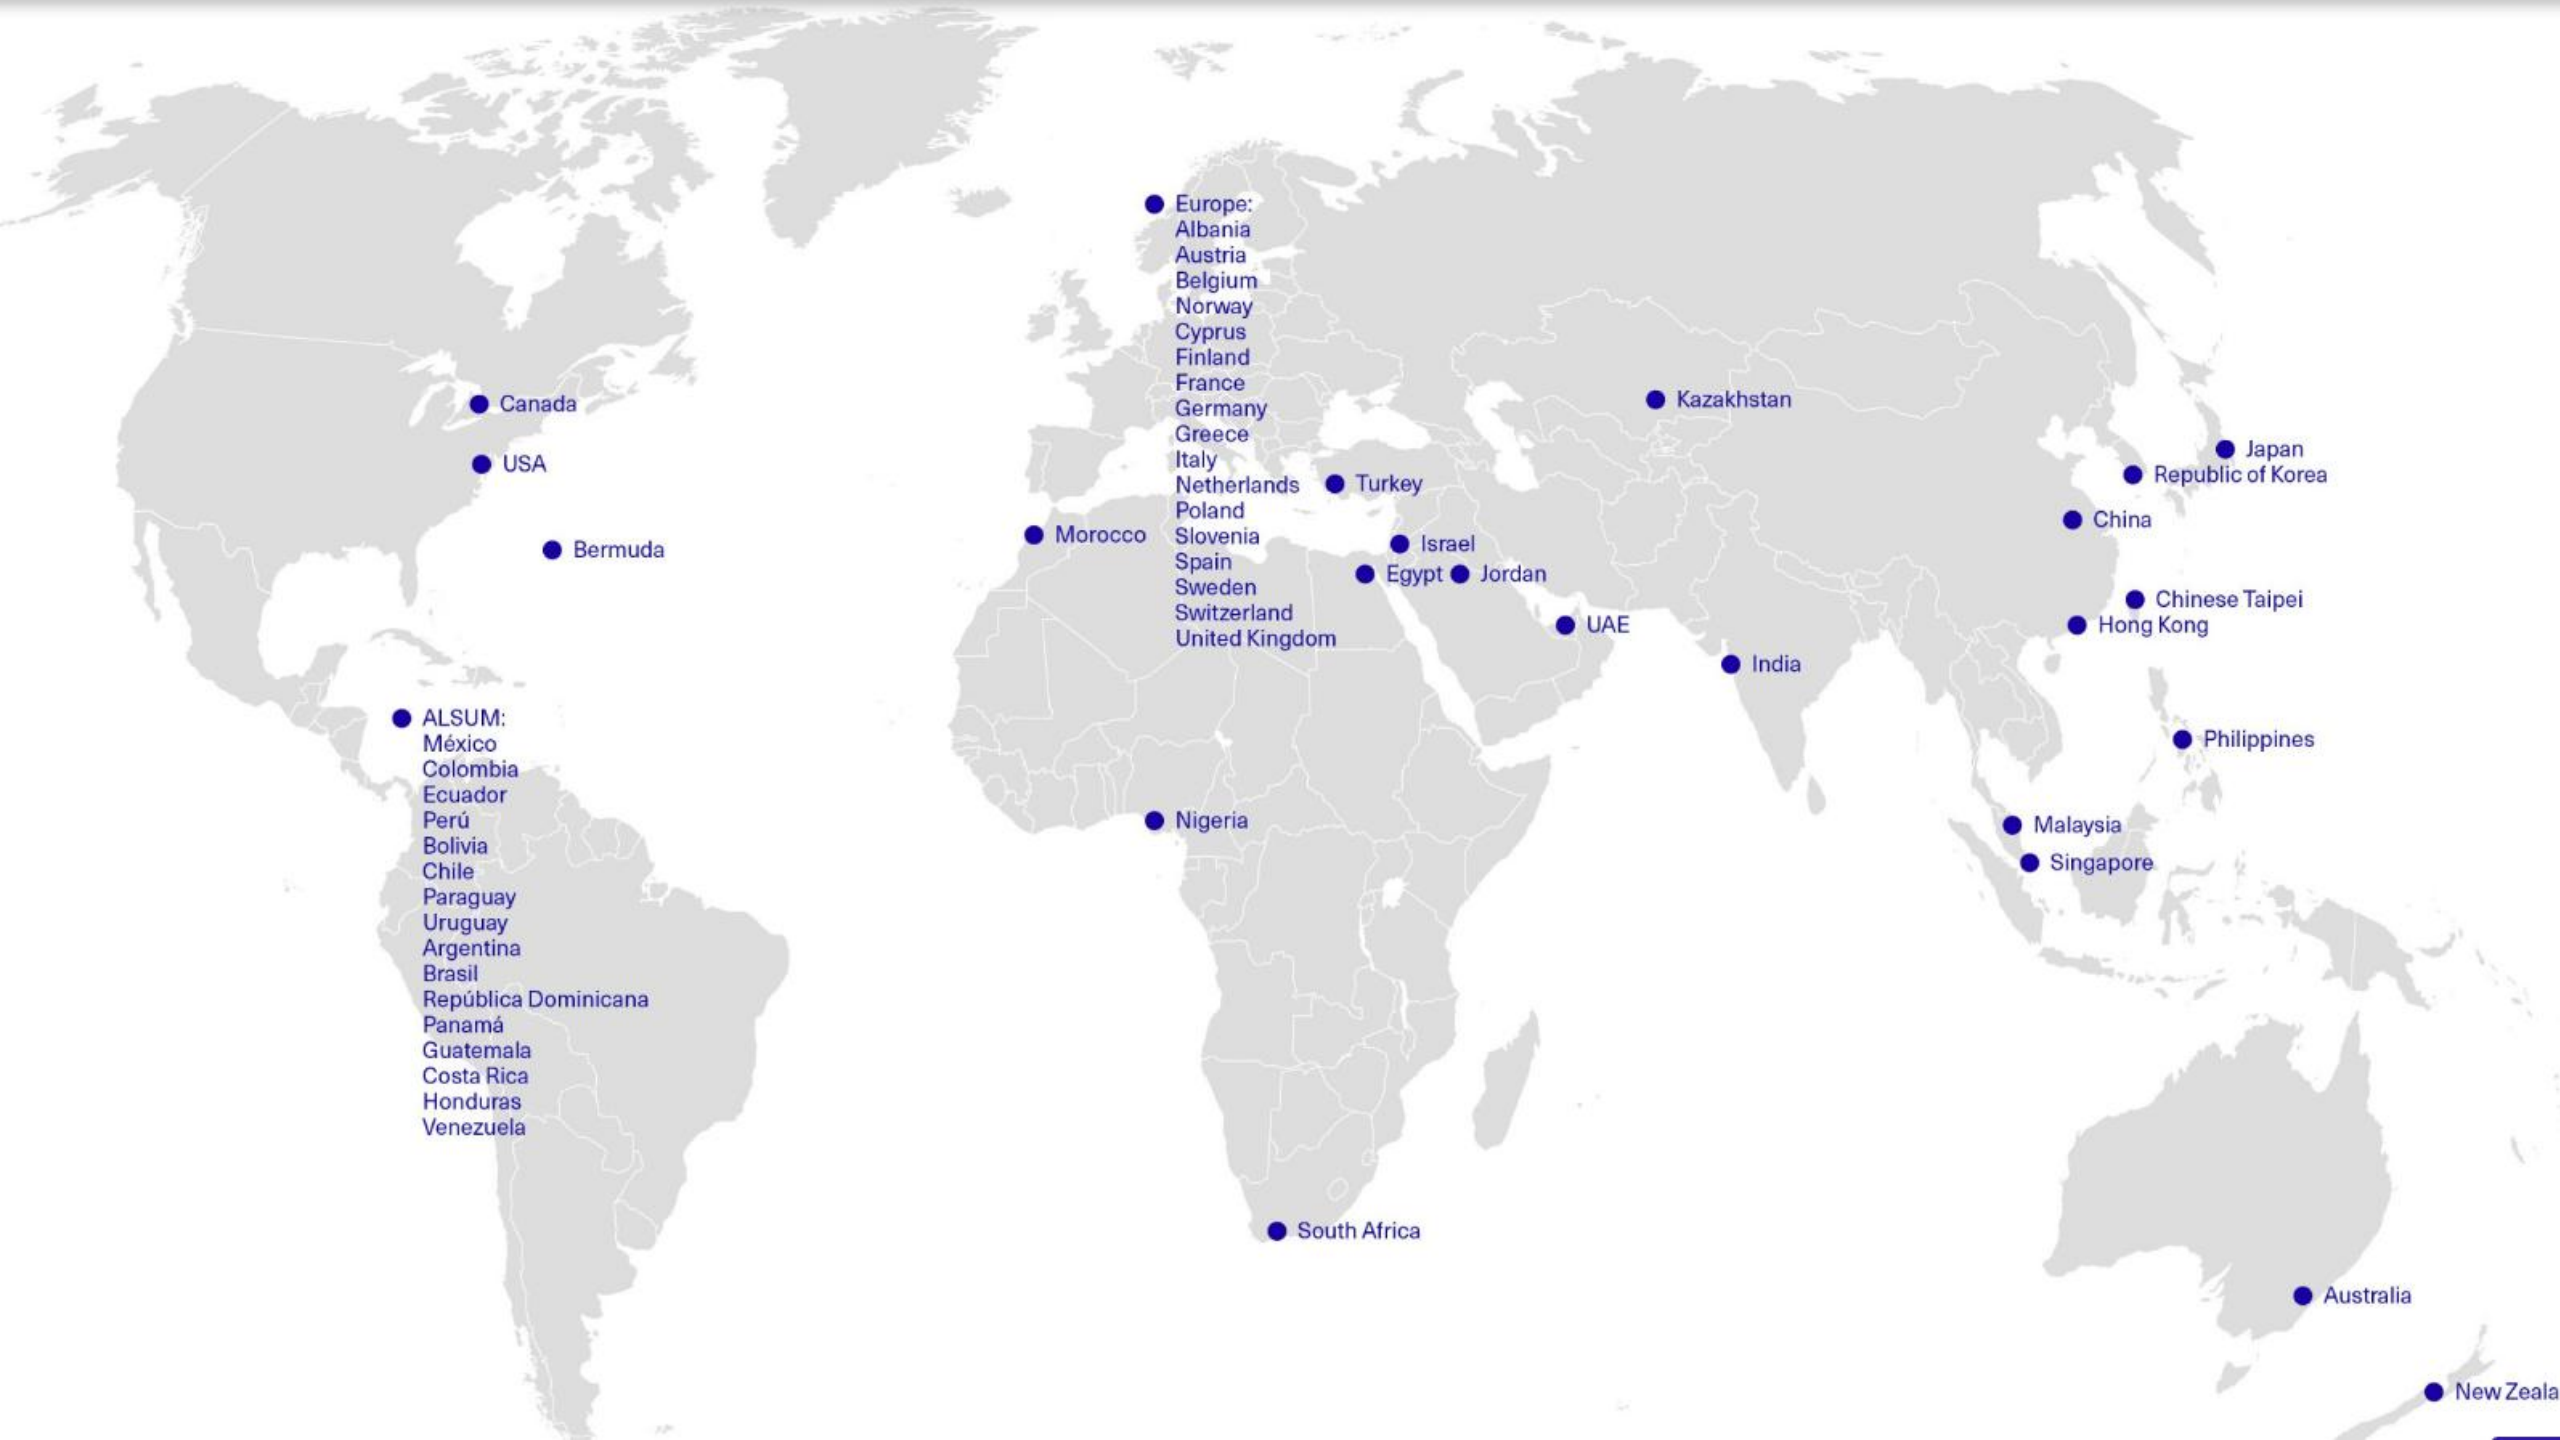 Europe:
Albania
Austria
Belgium
Norway
Cyprus
Finland
France
Germany
Greece
Italy
Netherlands
Poland
Slovenia
Spain
Sweden
Switzerland
United Kingdom
Canada
USA
Bermuda
ALSUM:
México
Colombia
Ecuador
Perú
Bolivia
Chile
Paraguay
Uruguay
Argentina
Brasil
República Dominicana
Panamá
Guatemala
Costa Rica
Honduras
Venezuela
Morocco
Turkey
Israel
Egypt
Jordan
UAE
Nigeria
South Africa
Kazakhstan
India
Japan
Republic of Korea
China
Chinese Taipei
Hong Kong
Philippines
Malaysia
Singapore
Australia
New Zeala